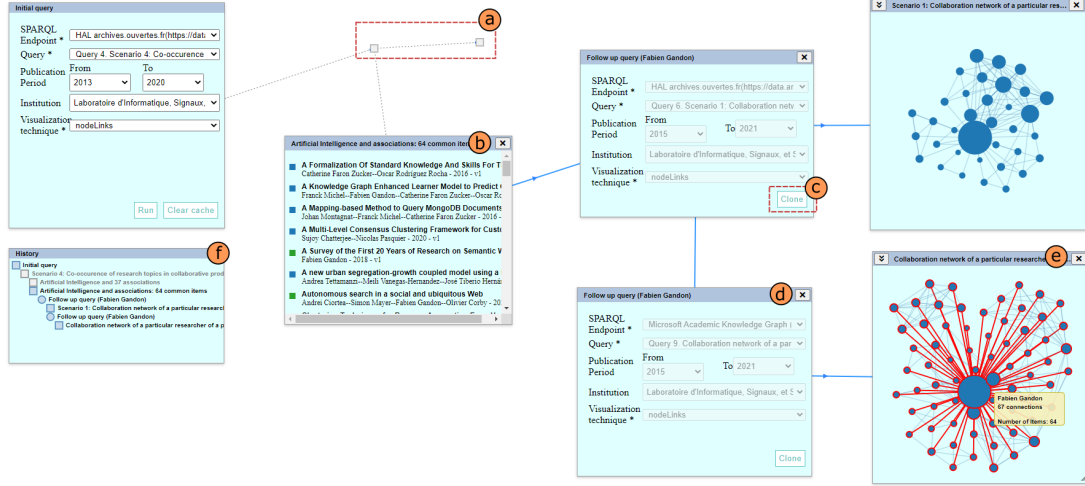 Initial query
SPARQL
Endpoint *
HAL archives.ouvertes.fr(https://data
Query *
Query 4. Scenario 4: Co-occurence
Publication
Period
From
To
2013
2020
Institution
Laboratoire d'Informatique, Signaux,
Visualization
technique *
nodeLinks
Run
Clear cache
a
b
Artificial Intelligence and associations: 64 common items
A Formalization Of Standard Knowledge And Skills For T
Catherine Faron Zucker--Oscar Rodríguez Rocha - 2016 - v1
A Knowledge Graph Enhanced Learner Model to Predict
Franck Michel--Fabien Gandon--Catherine Faron Zucker--Oscar Ro
A Mapping-based Method to Query MongoDB Documents
Johan Montagnat--Franck Michel--Catherine Faron Zucker - 2016 -
A Multi-Level Consensus Clustering Framework for Custo
Sujoy Chatterjee--Nicolas Pasquier - 2020 - v1
A Survey of the First 20 Years of Research on Semantic W
Fabien Gandon - 2018 - v1
A new urban segregation-growth coupled model using a
Andrea Tettamanzi--Meili Vanegas-Hernandez--José Tiberio Hernán
Autonomous search in a social and ubiquitous Web
Andrei Ciortea--Simon Mayer--Fabien Gandon--Olivier Corby - 20
Follow up query (Fabien Gandon)
SPARQL
Endpoint *
HAL archives.ouvertes.fr(https://data.ar
Query *
Query 6. Scenario 1: Collaboration netv
Publication
Period
From
2015
To
2021
Institution
Laboratoire d'Informatique, Signaux, et S
Visualization
technique *
nodeLinks
Clone
c
Scenario 1: Collaboration network of a particular res...
f
History
Initial query
Scenario 4: Co-occurence of research topics in collaborative prod
Artificial Intelligence and 37 associations
Artificial Intelligence and associations: 64 common items
Follow up query (Fabien Gandon)
Scenario 1: Collaboration network of a particular researc
Follow up query (Fabien Gandon)
Collaboration network of a particular researcher of a p
d
Follow up query (Fabien Gandon)
SPARQL
Endpoint *
Microsoft Academic Knowledge Graph
Query *
Query 9. Collaboration network of a par
Publication
Period
From
2015
To
2021
Institution
Laboratoire d'Informatique, Signaux, et S
Visualization
technique *
nodeLinks
Clone
e
Collaboration network of a particular researche
Fabien Gandon
67 connections
Number of Items: 64